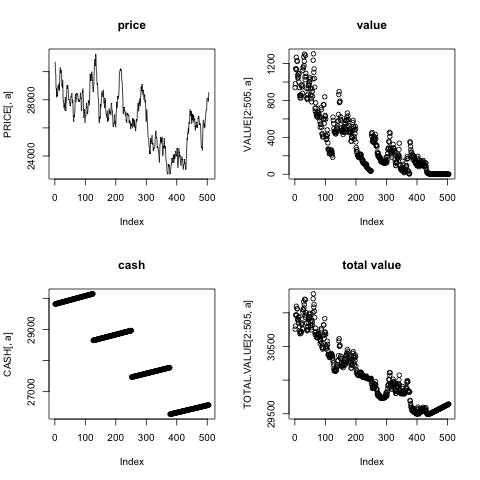 price
PRICE[, a]
24000
28000
0 100 200 300 400 500
Index
value
VALUE[2:505, a]
0 400 800 1200
0 100 200 300 400 500
Index
cash
CASH[, a]
27000 29000
0 100 200 300 400 500
Index
total value
TOTAL.VALUE[2:505, a]
29500 30500
0 100 200 300 400 500
Index